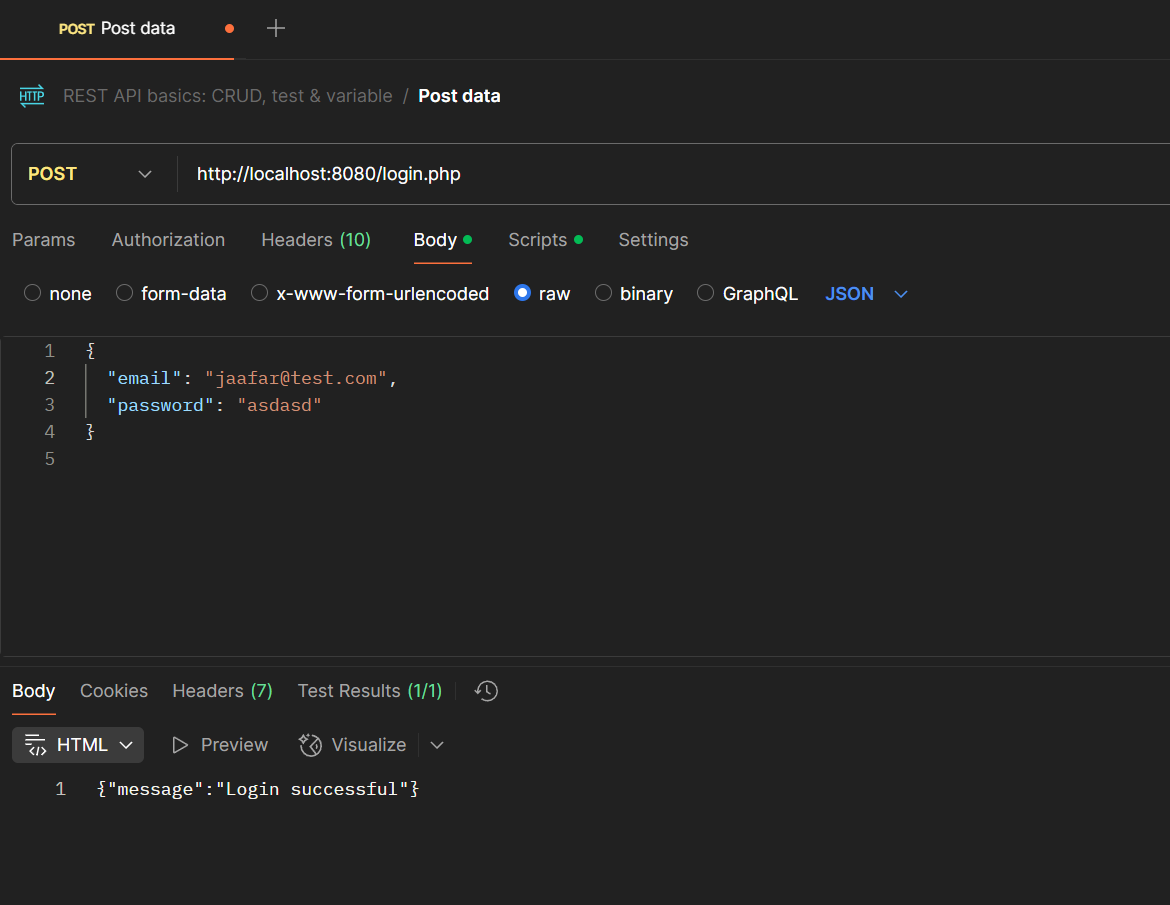 POST Post data
HTTP REST API basics: CRUD, test & variable / Post data
POST http://localhost:8080/login.php
Params Authorization Headers (10) Body Scripts Settings
none form-data x-www-form-urlencoded raw binary GraphQL JSON
1 {
2 "email": "jaafar@test.com",
3 "password": "asdasd"
4 }
5
Body Cookies Headers (7) Test Results (1/1)
HTML Preview Visualize
1 {"message":"Login successful"}